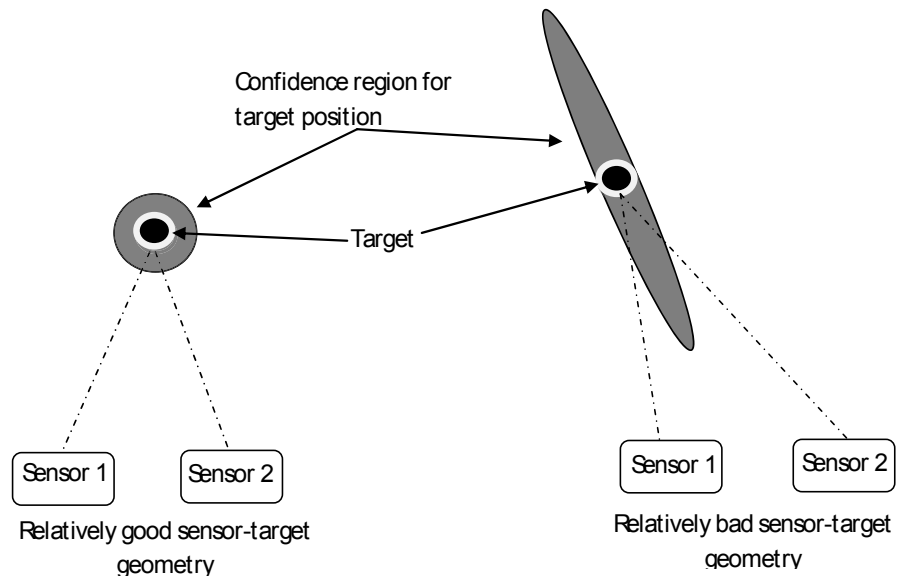 Confidence region for
target position
Target
Sensor 1
Sensor 2
Relatively good sensor-target
geometry
Sensor 1
Sensor 2
Relatively bad sensor-target
geometry